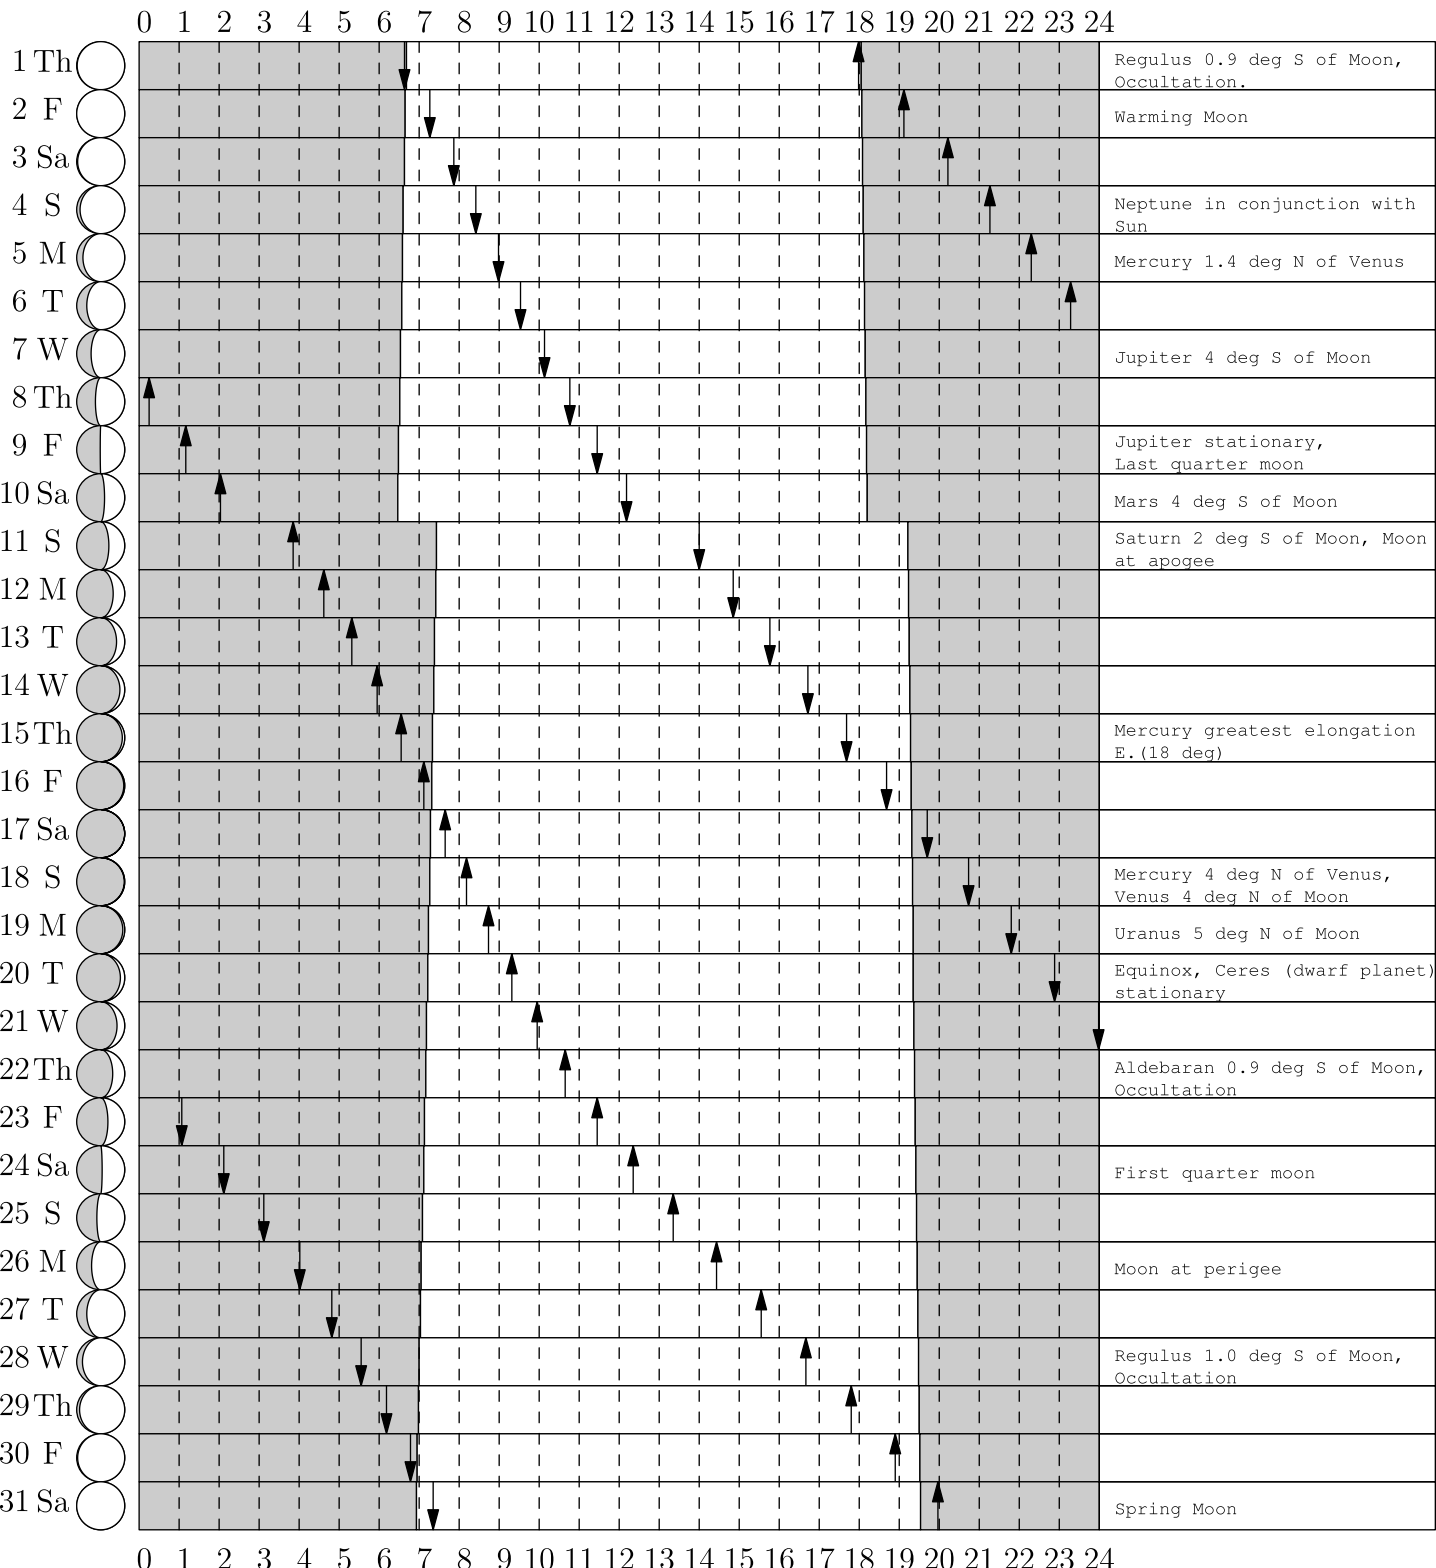 0 1 2 3 4 5 6 7 8 9 10 11 12 13 14 15 16 17 18 19 20 21 22 23 24
1 Th Regulus 0.9 deg S of Moon,
Occultation.
2 F Warming Moon
3 Sa
4 S Neptune in conjunction with
Sun
5 M Mercury 1.4 deg N of Venus
6 T
7 W Jupiter 4 deg S of Moon
8 Th
9 F Jupiter stationary,
Last quarter moon
10 Sa Mars 4 deg S of Moon
11 S Saturn 2 deg S of Moon, Moon
at apogee
12 M
13 T
14 W
15 Th Mercury greatest elongation
E.(18 deg)
16 F
17 Sa
18 S Mercury 4 deg N of Venus,
Venus 4 deg N of Moon
19 M Uranus 5 deg N of Moon
20 T Equinox, Ceres (dwarf planet)
stationary
21 W
22 Th Aldebaran 0.9 deg S of Moon,
Occultation
23 F
24 Sa First quarter moon
25 S
26 M Moon at perigee
27 T
28 W Regulus 1.0 deg S of Moon,
Occultation
29 Th
30 F
31 Sa Spring Moon
0 1 2 3 4 5 6 7 8 9 10 11 12 13 14 15 16 17 18 19 20 21 22 23 24